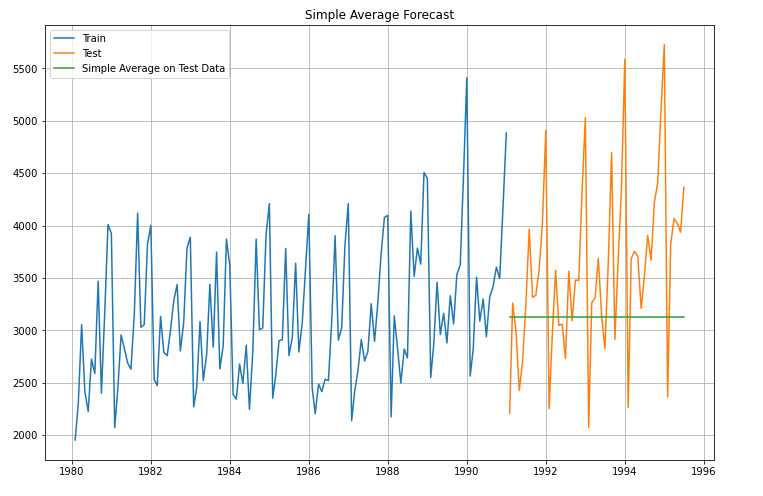 Simple Average Forecast
Train
Test
Simple Average on Test Data
5500
5000
4500
4000
3500
3000
2500
2000
1980 1982 1984 1986 1988 1990 1992 1994 1996